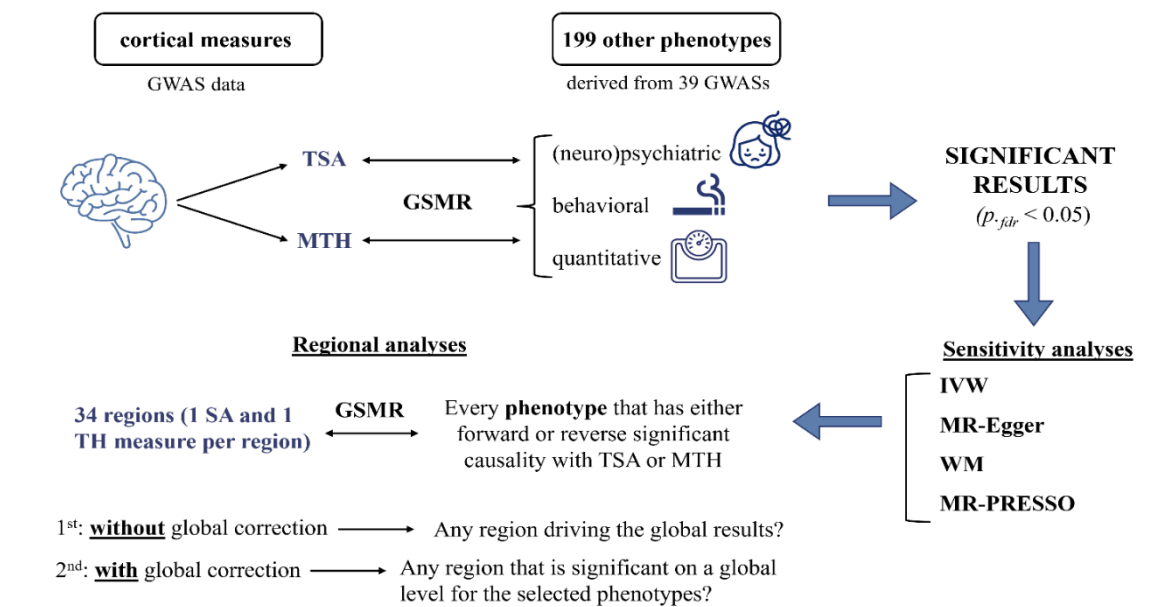 cortical measures
GWAS data
199 other phenotypes
derived from 39 GWASs
TSA
MTH
GSMR
(neuro)psychiatric
behavioral
quantitative
SIGNIFICANT
RESULTS
(p.fdr < 0.05)
Sensitivity analyses
IVW
MR-Egger
WM
MR-PRESSO
Regional analyses
34 regions (1 SA and 1
TH measure per region)
GSMR
Every phenotype that has either
forward or reverse significant
causality with TSA or MTH
1st: without global correction
Any region driving the global results?
2nd: with global correction
Any region that is significant on a global
level for the selected phenotypes?